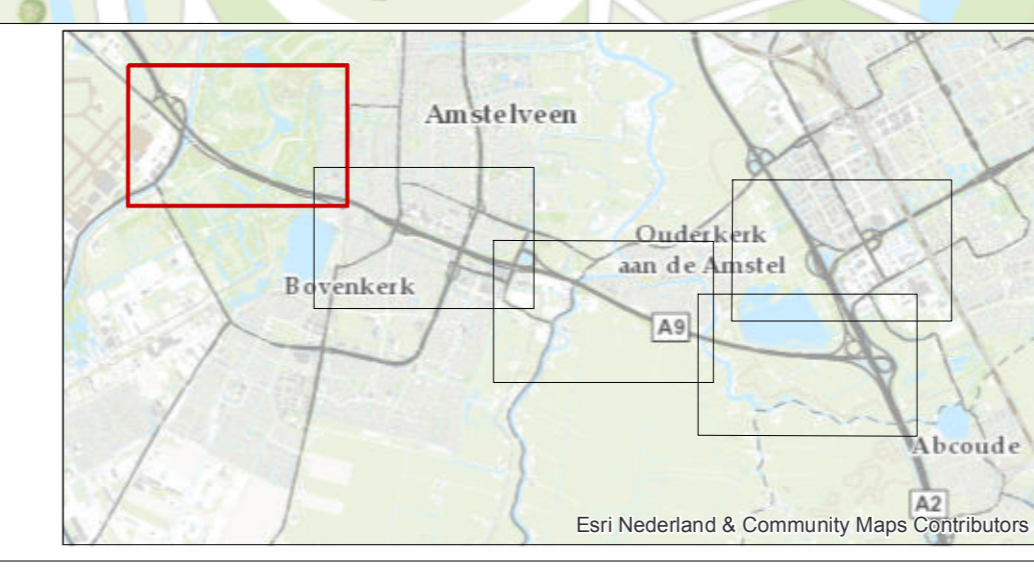 Amstelveen
Ouderkerk
aan de Amstel
Bovenkerk
A9
Abcoude
A2
Esri Nederland & Community Maps Contributors